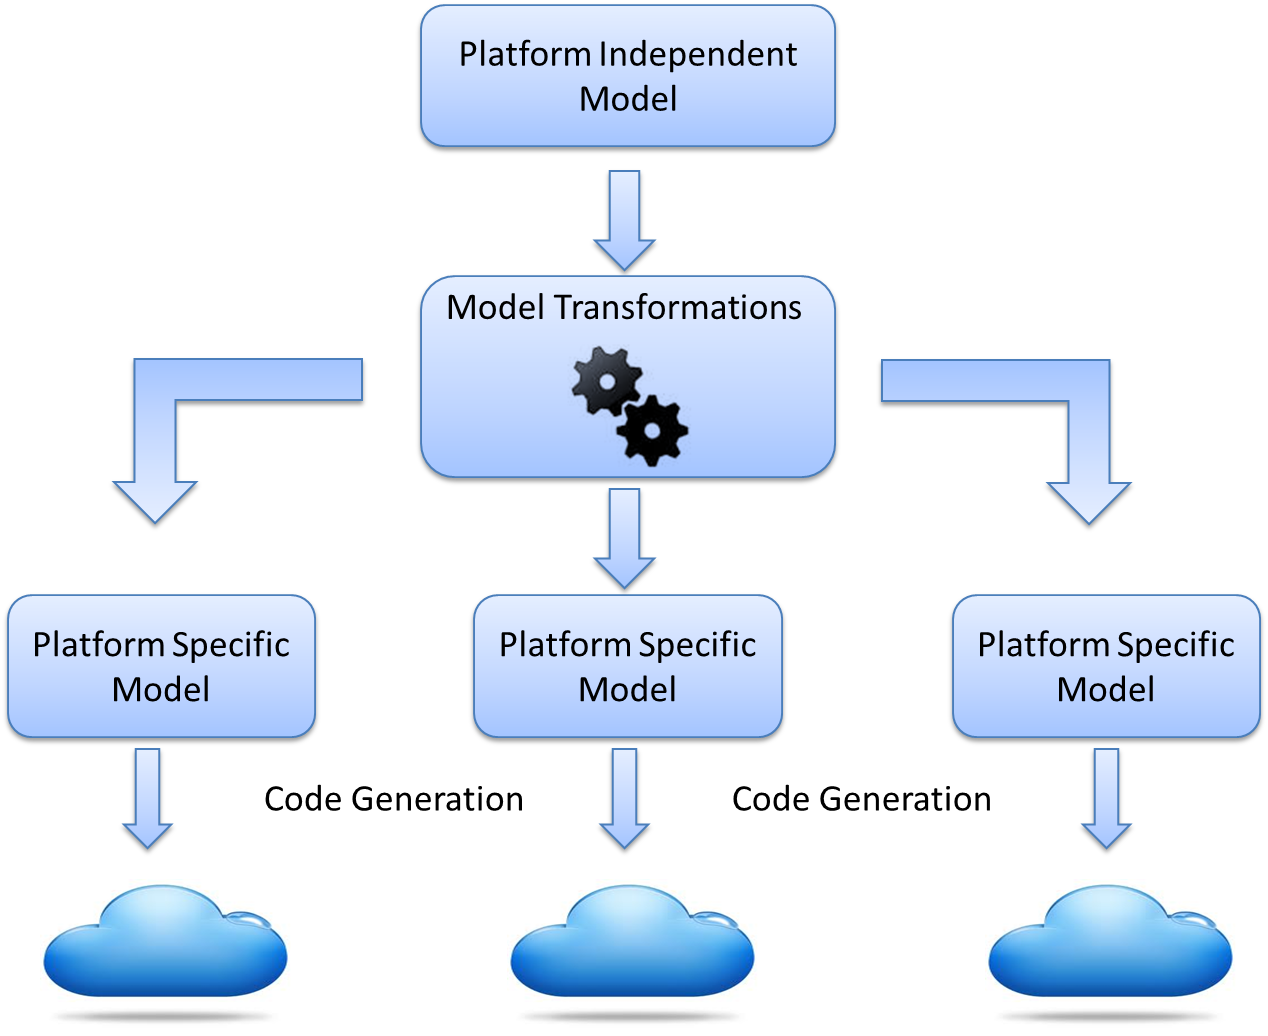 Platform Independent
Model
Model Transformations
Platform Specific
Model
Platform Specific
Model
Platform Specific
Model
Code Generation
Code Generation